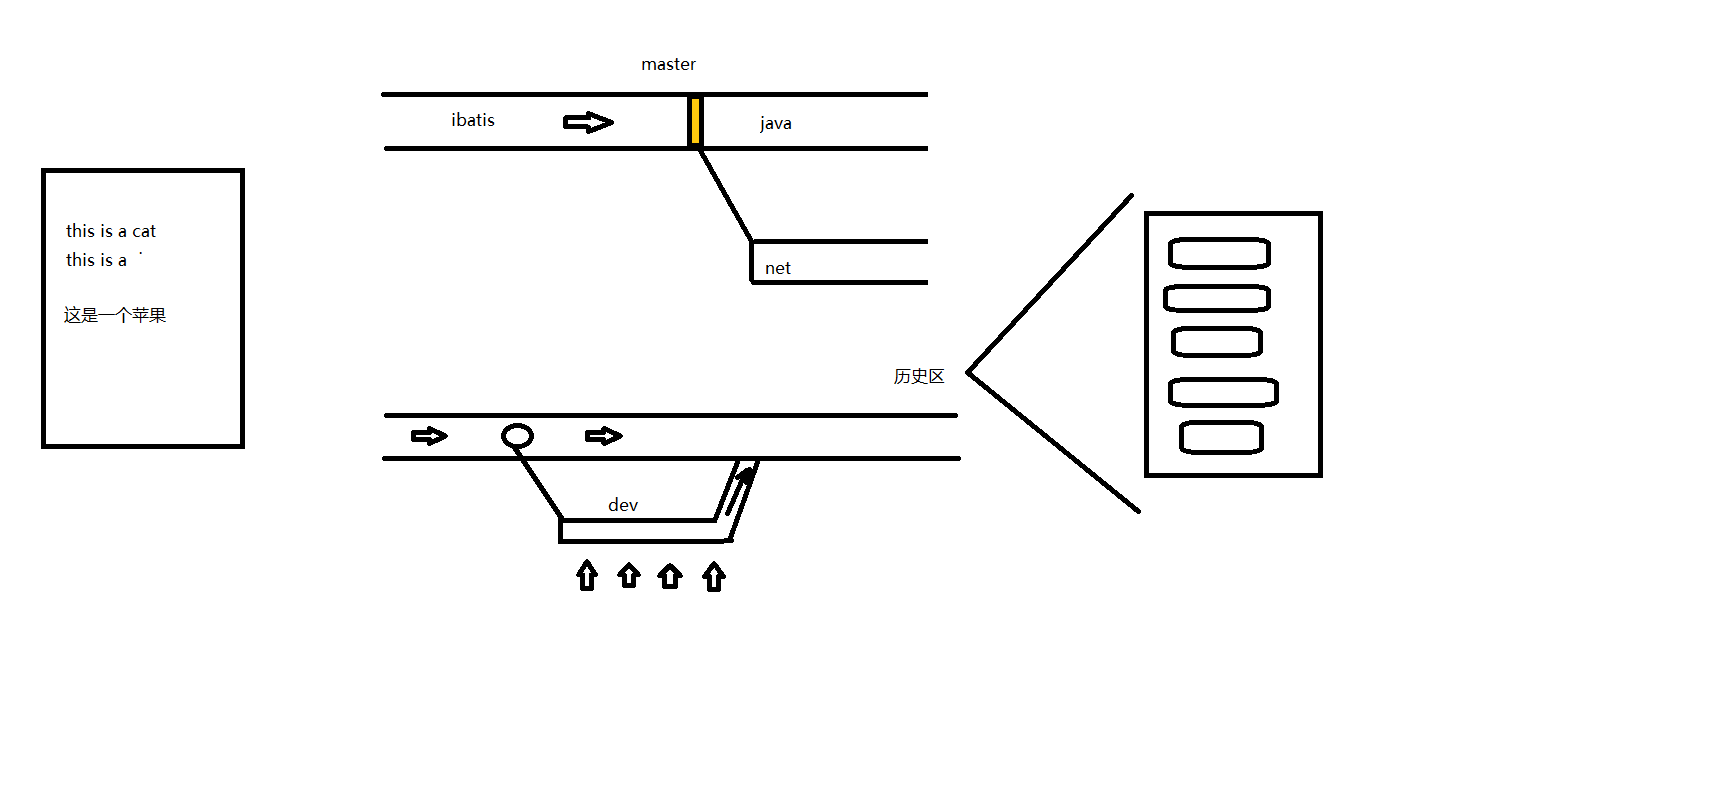 master
ibatis
java
this is a cat
this is a
net
这是一个苹果
历史区
dev